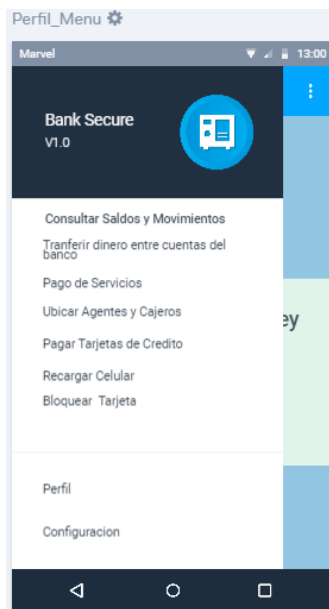 Perfil_Menu
Marvel 13:00
Bank Secure
V1.0
Consultar Saldos y Movimientos
Tranferir dinero entre cuentas del
banco
Pago de Servicios
Ubicar Agentes y Cajeros
ey
Pagar Tarjetas de Credito
Recargar Celular
Bloquear Tarjeta
Perfil
Configuracion